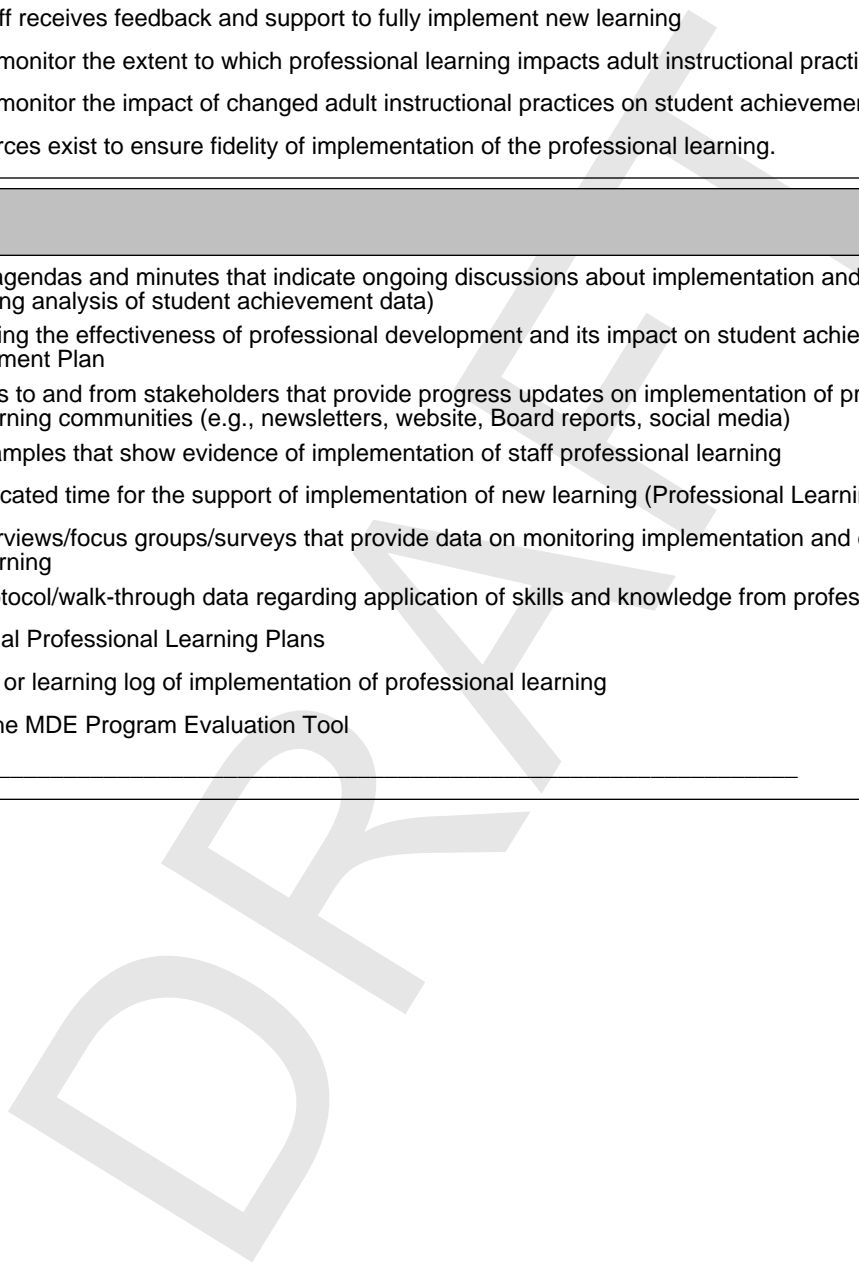 ff receives feedback and support to fully implement new learning
monitor the extent to which professional learning impacts adult instructional practi
monitor the impact of changed adult instructional practices on student achieveme
rces exist to ensure fidelity of implementation of the professional learning.
agendas and minutes that indicate ongoing discussions about implementation and
ng analysis of student achievement data)
ing the effectiveness of professional development and its impact on student achie
ment Plan
s to and from stakeholders that provide progress updates on implementation of pr
rning communities (e.g., newsletters, website, Board reports, social media)
amples that show evidence of implementation of staff professional learning
cated time for the support of implementation of new learning (Professional Learni
rviews/focus groups/surveys that provide data on monitoring implementation and
rning
tocol/walk-through data regarding application of skills and knowledge from profes
al Professional Learning Plans
or learning log of implementation of professional learning
he MDE Program Evaluation Tool
DRAFT